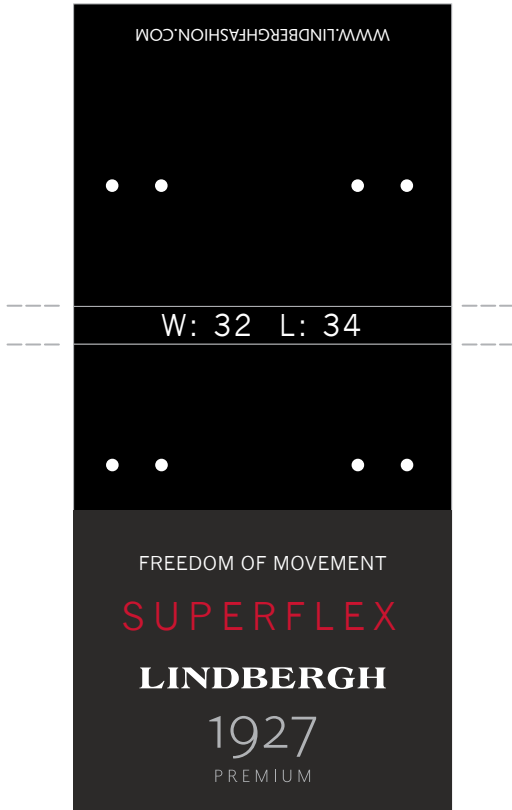 WWW.LINDBERGHFASHION.COM
W: 32 L: 34
FREEDOM OF MOVEMENT
SUPERFLEX
LINDBERGH
1927
PREMIUM